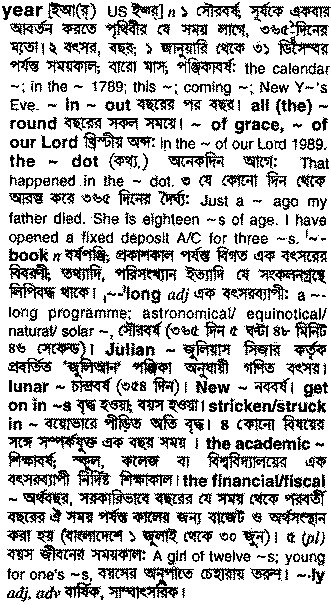 year [ইআ(র্) US ইঅর্] n ১ সৌরবর্ষ, সূর্যকে একবার
আবর্তন করতে পৃথিবীর যে সময় লাগে, ৩৬৫ দিনের
মতো। ২ বৎসর, বছর; ১ জানুয়ারি থেকে ৩১ ডিসেম্বর
পর্যন্ত সময়কাল; বারো মাস; পঞ্জিকাবর্ষ: the calendar
~; in the ~ 1789; this ~; coming ~; New Y~'s
Eve. ~ in ~ out বছরের পর বছর। all (the) ~
round বছরের সকল সময়ে। ~ of grace, ~ of
our Lord খ্রিস্টীয় অব্দ: in the ~ of our Lord 1989.
the ~ dot (কথ্য.) অনেকদিন আগে: That
happened in the ~ dot. ৩ যে কোনো দিন থেকে
আরম্ভ করে ৩৬৫ দিনের দৈর্ঘ্য: Just a ~ ago my
father died. She is eighteen ~s of age. I have
opened a fixed deposit A/C for three ~s. '~-
book n বর্ষপঞ্জি; প্রকাশকাল পর্যন্ত বিগত এক বৎসরের
বিবরণী, তথ্যাদি, পরিসংখ্যান ইত্যাদি যে সংকলনগ্রন্থে
লিপিবদ্ধ থাকে। ,~-'long adj এক বৎসরব্যাপী: a ~-
long programme; astronomical/ equinotical/
natural/ solar ~, সৌরবর্ষ (৩৬৫ দিন ৫ ঘন্টা ৪৮ মিনিট
৪৬ সেকেন্ড)। Julian ~ জুলিয়াস সিজার কর্তৃক
প্রবর্তিত 'জুলিআন' পঞ্জিকা অনুযায়ী গণিত বৎসর।
lunar ~ চান্দ্রবর্ষ (৩৫৪ দিন)। New ~ নববর্ষ। get
on in ~s বৃদ্ধ হওয়া; বয়স হওয়া। stricken/struck
in ~ বয়োভারে পীড়িত অতি বৃদ্ধ। ৪ কোনো বিষয়ের
সঙ্গে সম্পর্কযুক্ত এক বছর সময় । the academic ~
শিক্ষাবর্ষ; স্কুল, কলেজ বা বিশ্ববিদ্যালয়ের এক
বৎসরব্যাপী নির্দিষ্ট শিক্ষাকাল। the financial/fiscal
~ অর্থবছর, সরকারিভাবে বছরের যে সময় থেকে পরবর্তী
বছরের ঐ সময় পর্যন্ত কালের জন্য বাজেট ও অর্থসংস্থান
করা হয় (বাংলাদেশে ১ জুলাই থেকে ৩০ জুন)। ৫ (pl)
বয়স জীবনের সময়কাল: A girl of twelve ~s; young
for one's ~s, বয়সের অনুপাতে চেহারায় তরুণ। ~·ly
adj, adv বার্ষিক, সাম্বাৎসরিক।